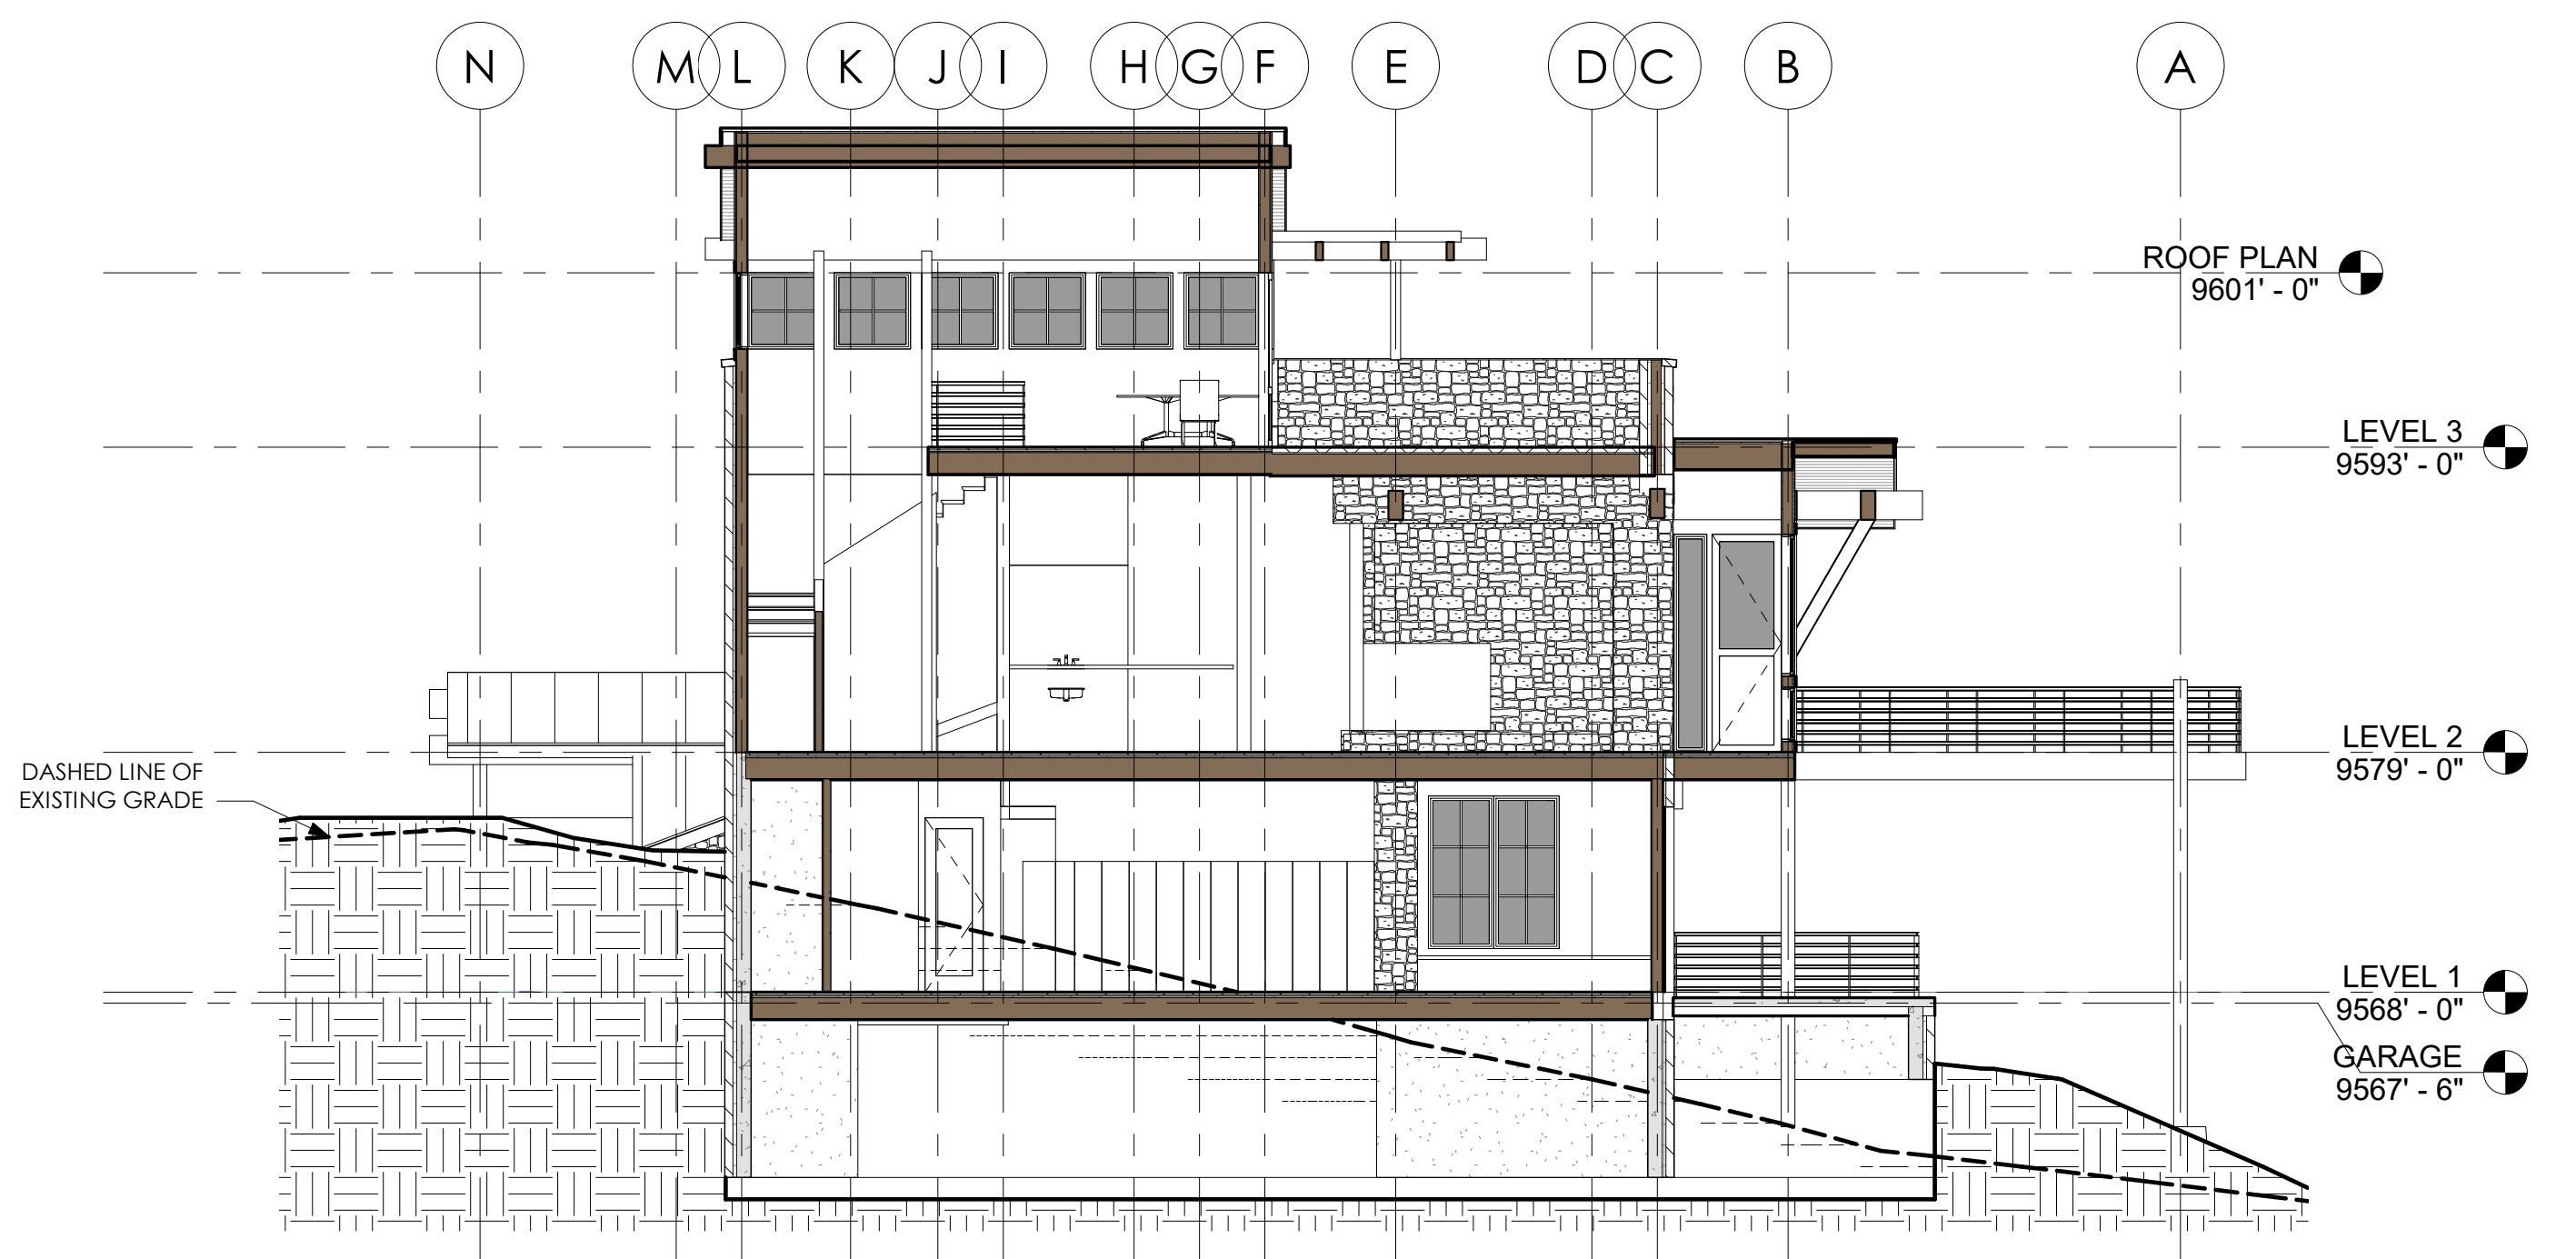 N M L K J I H G F E D C B A
ROOF PLAN
9601' - 0"
LEVEL 3
9593' - 0"
LEVEL 2
9579' - 0"
DASHED LINE OF
EXISTING GRADE
LEVEL 1
9568' - 0"
GARAGE
9567' - 6"